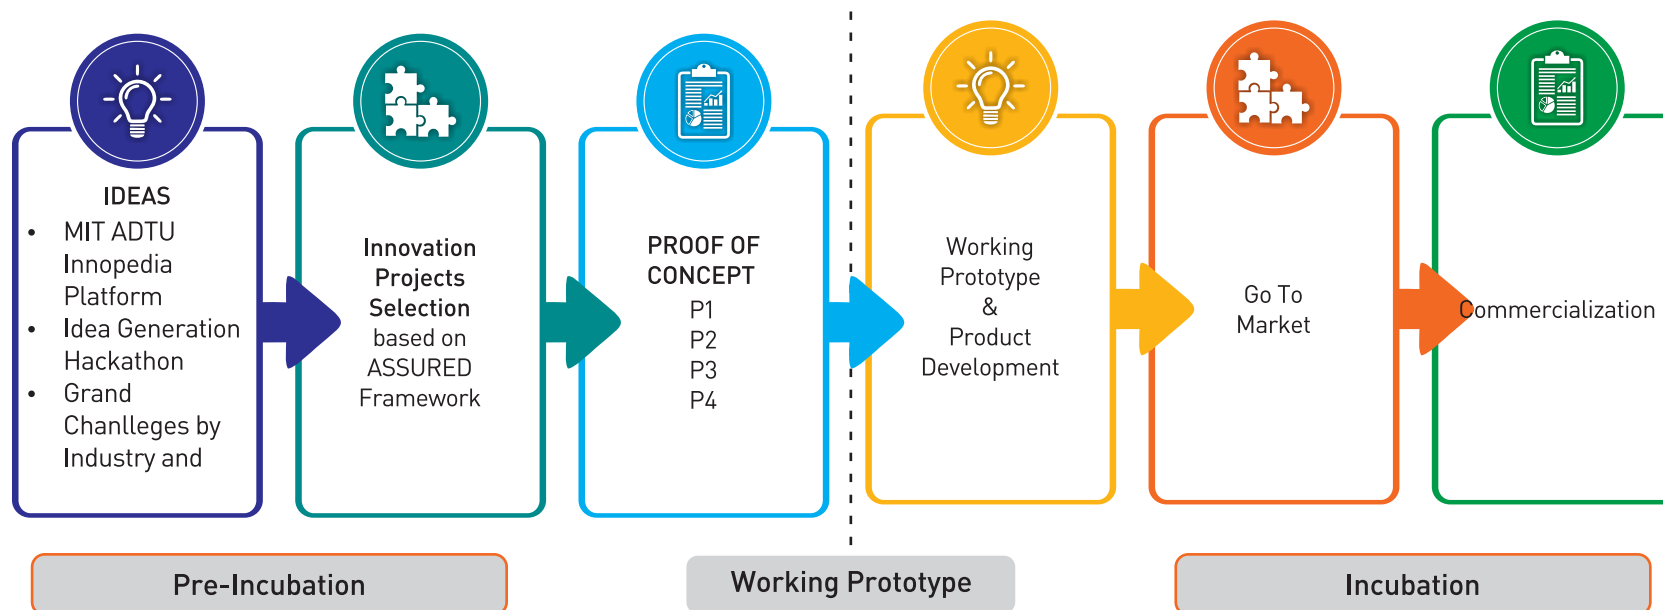 IDEAS
• MIT ADTU
Innopedia
Platform
• Idea Generation
Hackathon
• Grand
Chanlleges by
Industry and
Innovation
Projects
Selection
based on
ASSURED
Framework
PROOF OF
CONCEPT
P1
P2
P3
P4
Working
Prototype
&
Product
Development
Go To
Market
Commercialization
Pre-Incubation
Working Prototype
Incubation